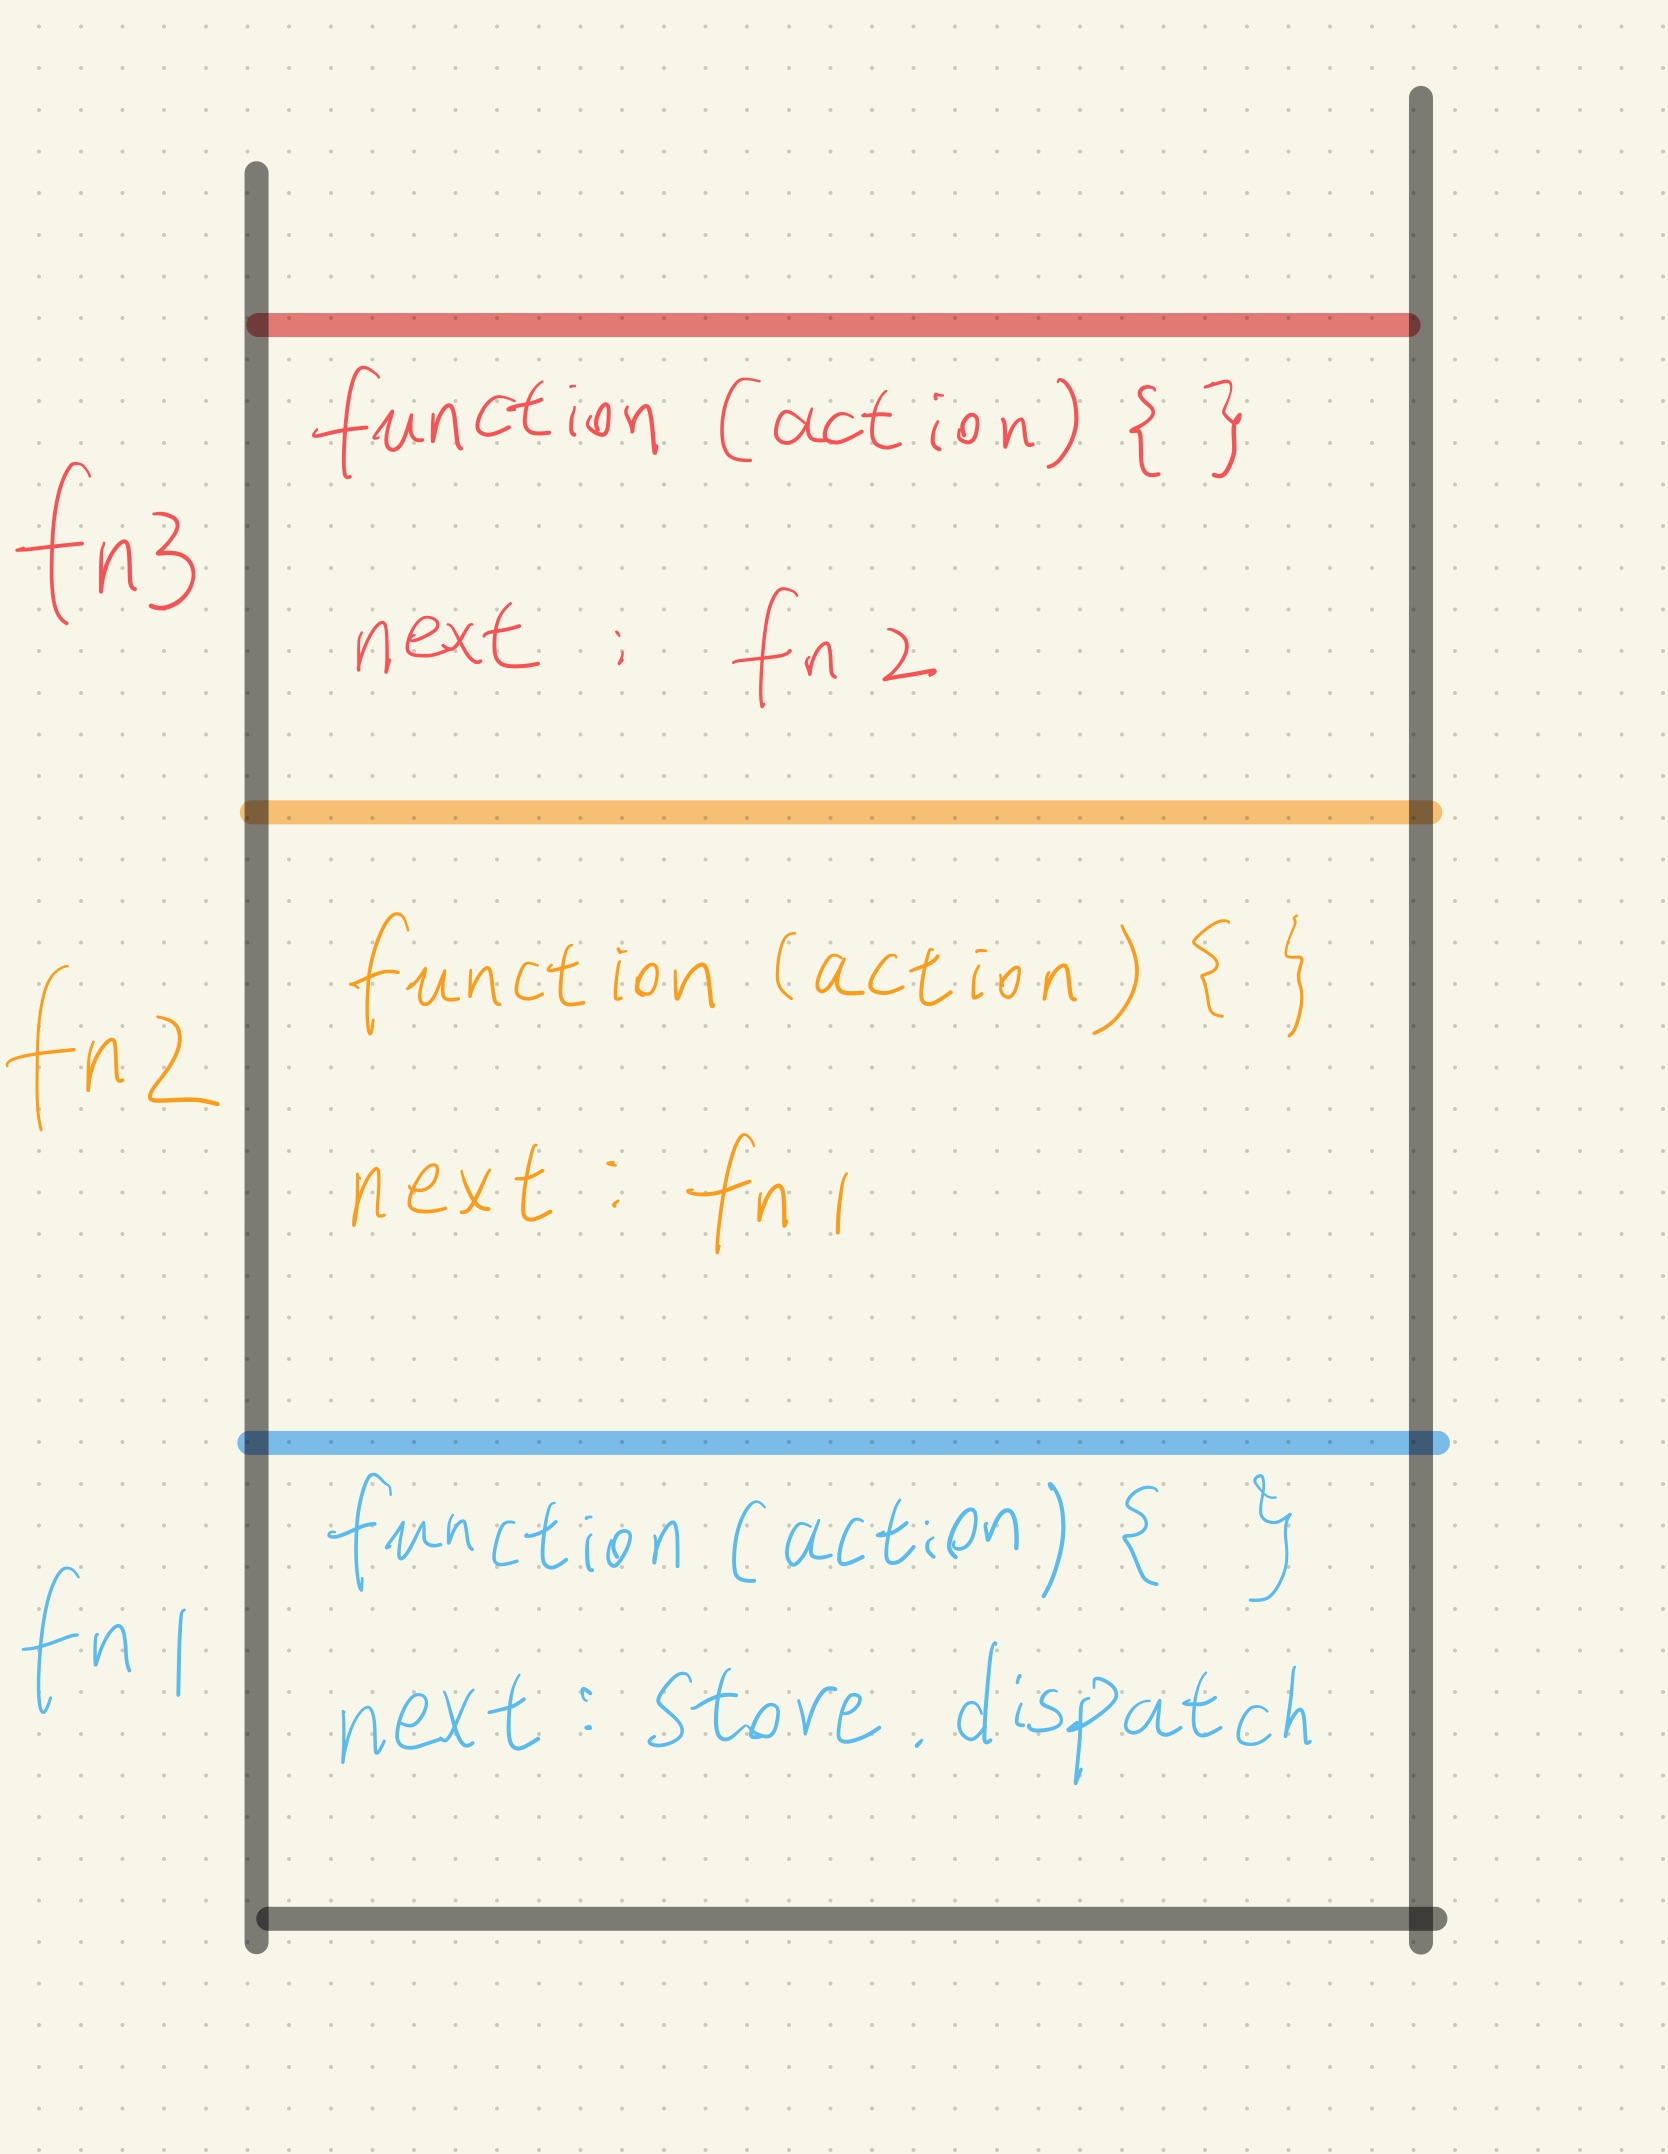 function (action) { }
fn3
next : fn2
function (action) { }
fn2
next : fn1
function (action) { }
fn1
next : Store.dispatch